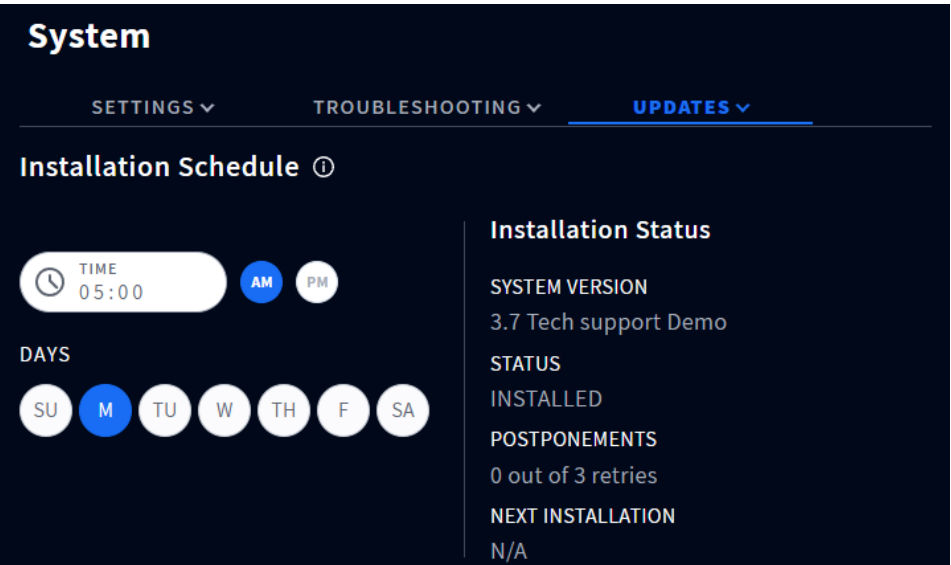 System
SETTINGS TROUBLESHOOTING UPDATES
Installation Schedule
TIME
05:00
AM PM
DAYS
SU M TU W TH F SA
Installation Status
SYSTEM VERSION
3.7 Tech support Demo
STATUS
INSTALLED
POSTPONEMENTS
0 out of 3 retries
NEXT INSTALLATION
N/A